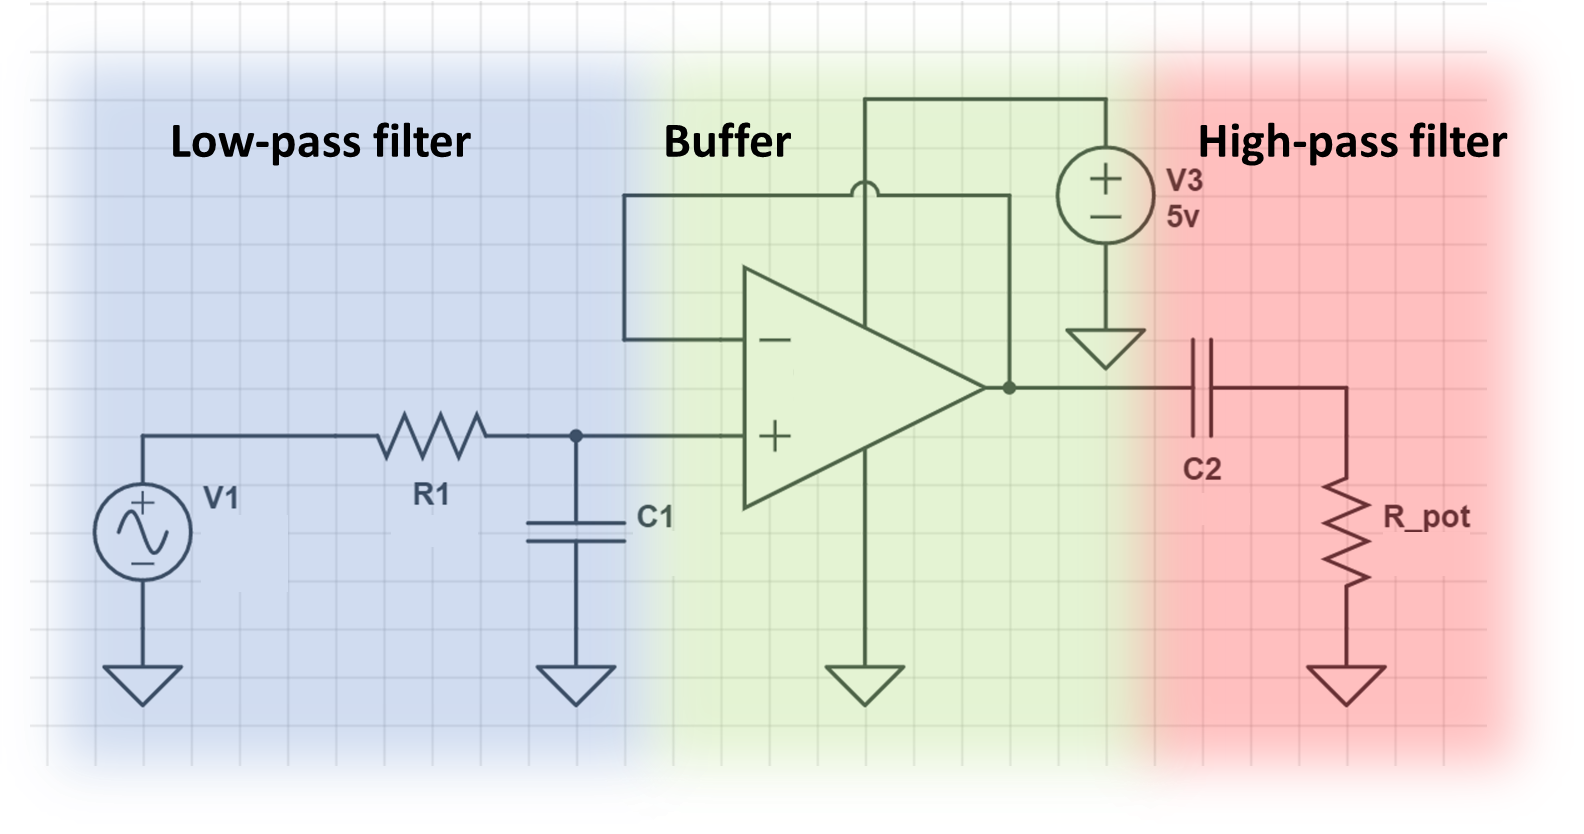 Low-pass filter
Buffer
High-pass filter
+
−
V3
5v
−
+
R1
V1
+
−
C1
C2
R_pot